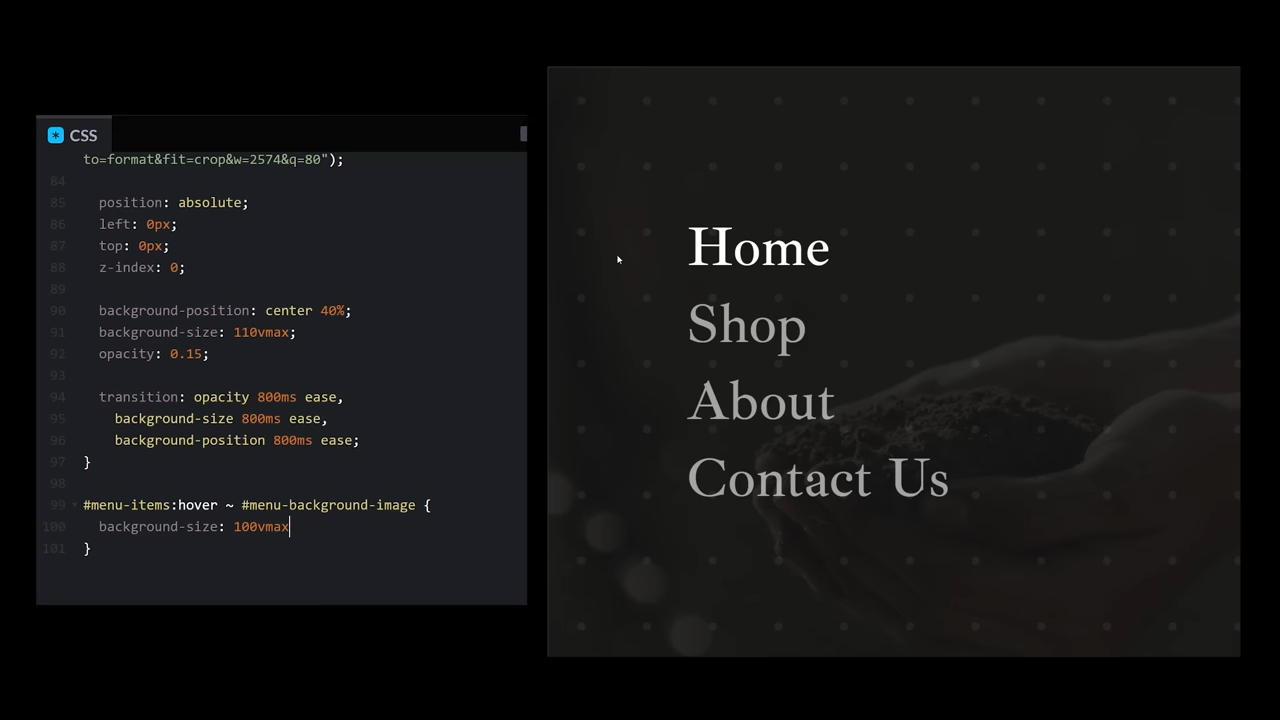 CSS
to=format&fit=crop&w=2574&q=80");
84
85 position: absolute;
86 left: 0px;
87 top: 0px;
88 z-index: 0;
89
90 background-position: center 40%;
91 background-size: 110vmax;
92 opacity: 0.15;
93
94 transition: opacity 800ms ease,
95 background-size 800ms ease,
96 background-position 800ms ease;
97 }
98
99 #menu-items:hover ~ #menu-background-image {
100 background-size: 100vmax
101 }
Home
Shop
About
Contact Us